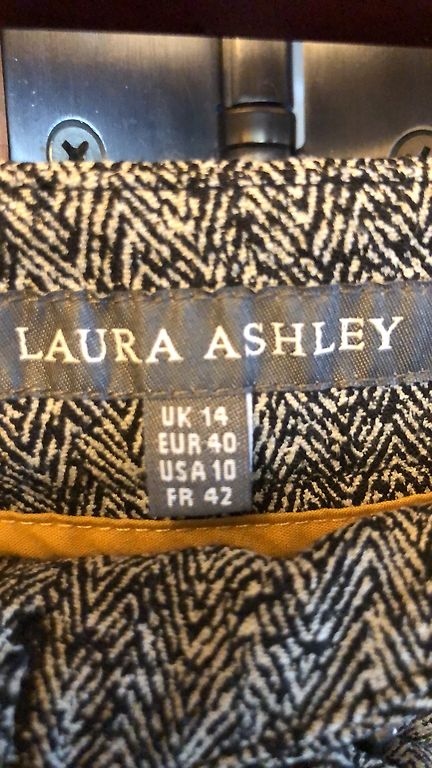 LAURA ASHLEY
UK 14
EUR 40
USA 10
FR 42